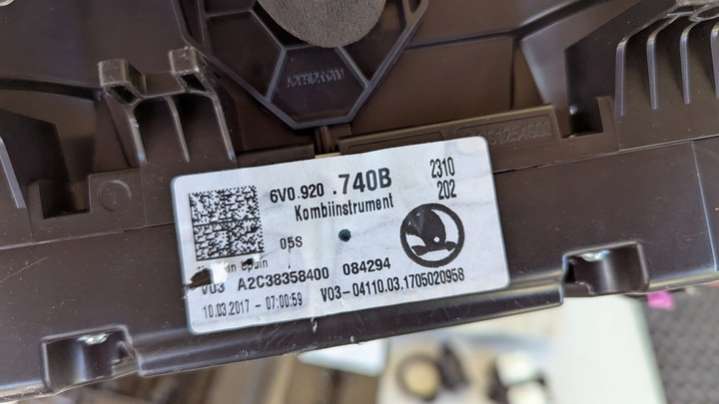 6V0.920 .740B 2310
Kombiinstrument 202
05S
in Spain
V03 A2C38358400 084294
10.03.2017 - 07:00:59 V03-04110.03.1705020958